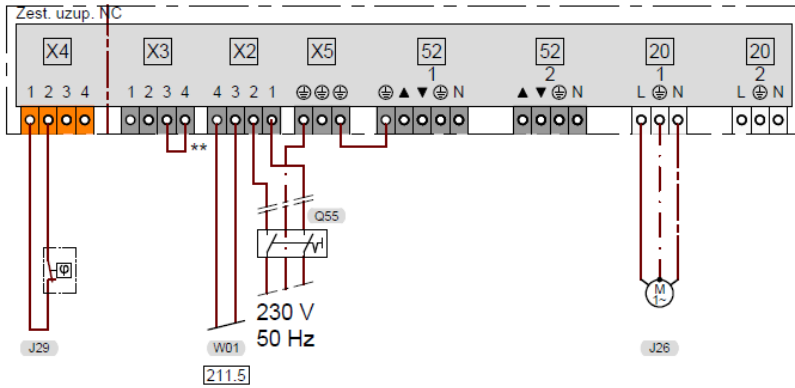 Zest. uzup. NC
X4 X3 X2 X5 52 52 20 20
1 2 1 2
1 2 3 4 1 2 3 4 4 3 2 1 ⏚ ⏚ ⏚ ⏚ ▲ ▼ ⏚ N ▲ ▼ ⏚ N L ⏚ N L ⏚ N
**
Q55
φ
M
1~
230 V
50 Hz
J29 W01 J26
211.5